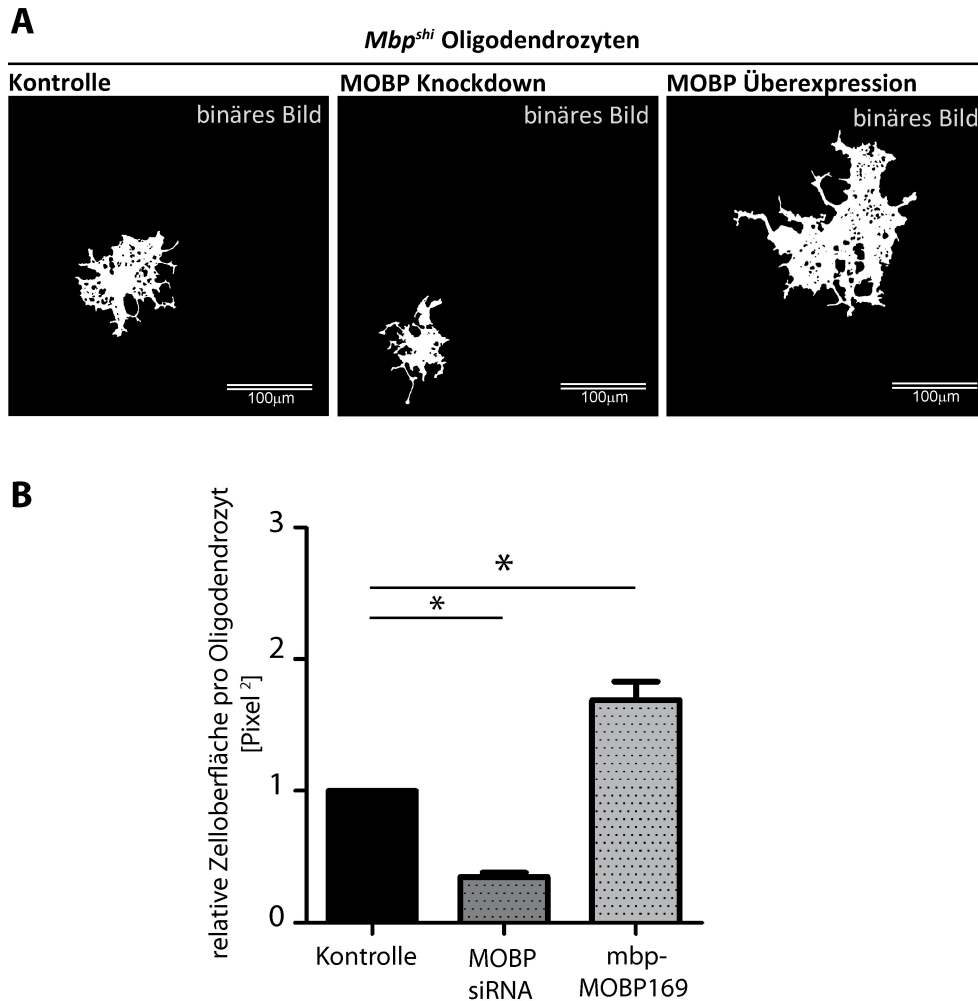 A
Mbpshi Oligodendrozyten
Kontrolle
MOBP Knockdown
MOBP Überexpression
binäres Bild
binäres Bild
binäres Bild
100µm
100µm
100µm
B
relative Zelloberfläche pro Oligodendrozyt
[Pixel 2]
3
2
1
0
*
*
Kontrolle
MOBP
siRNA
mbp-
MOBP169